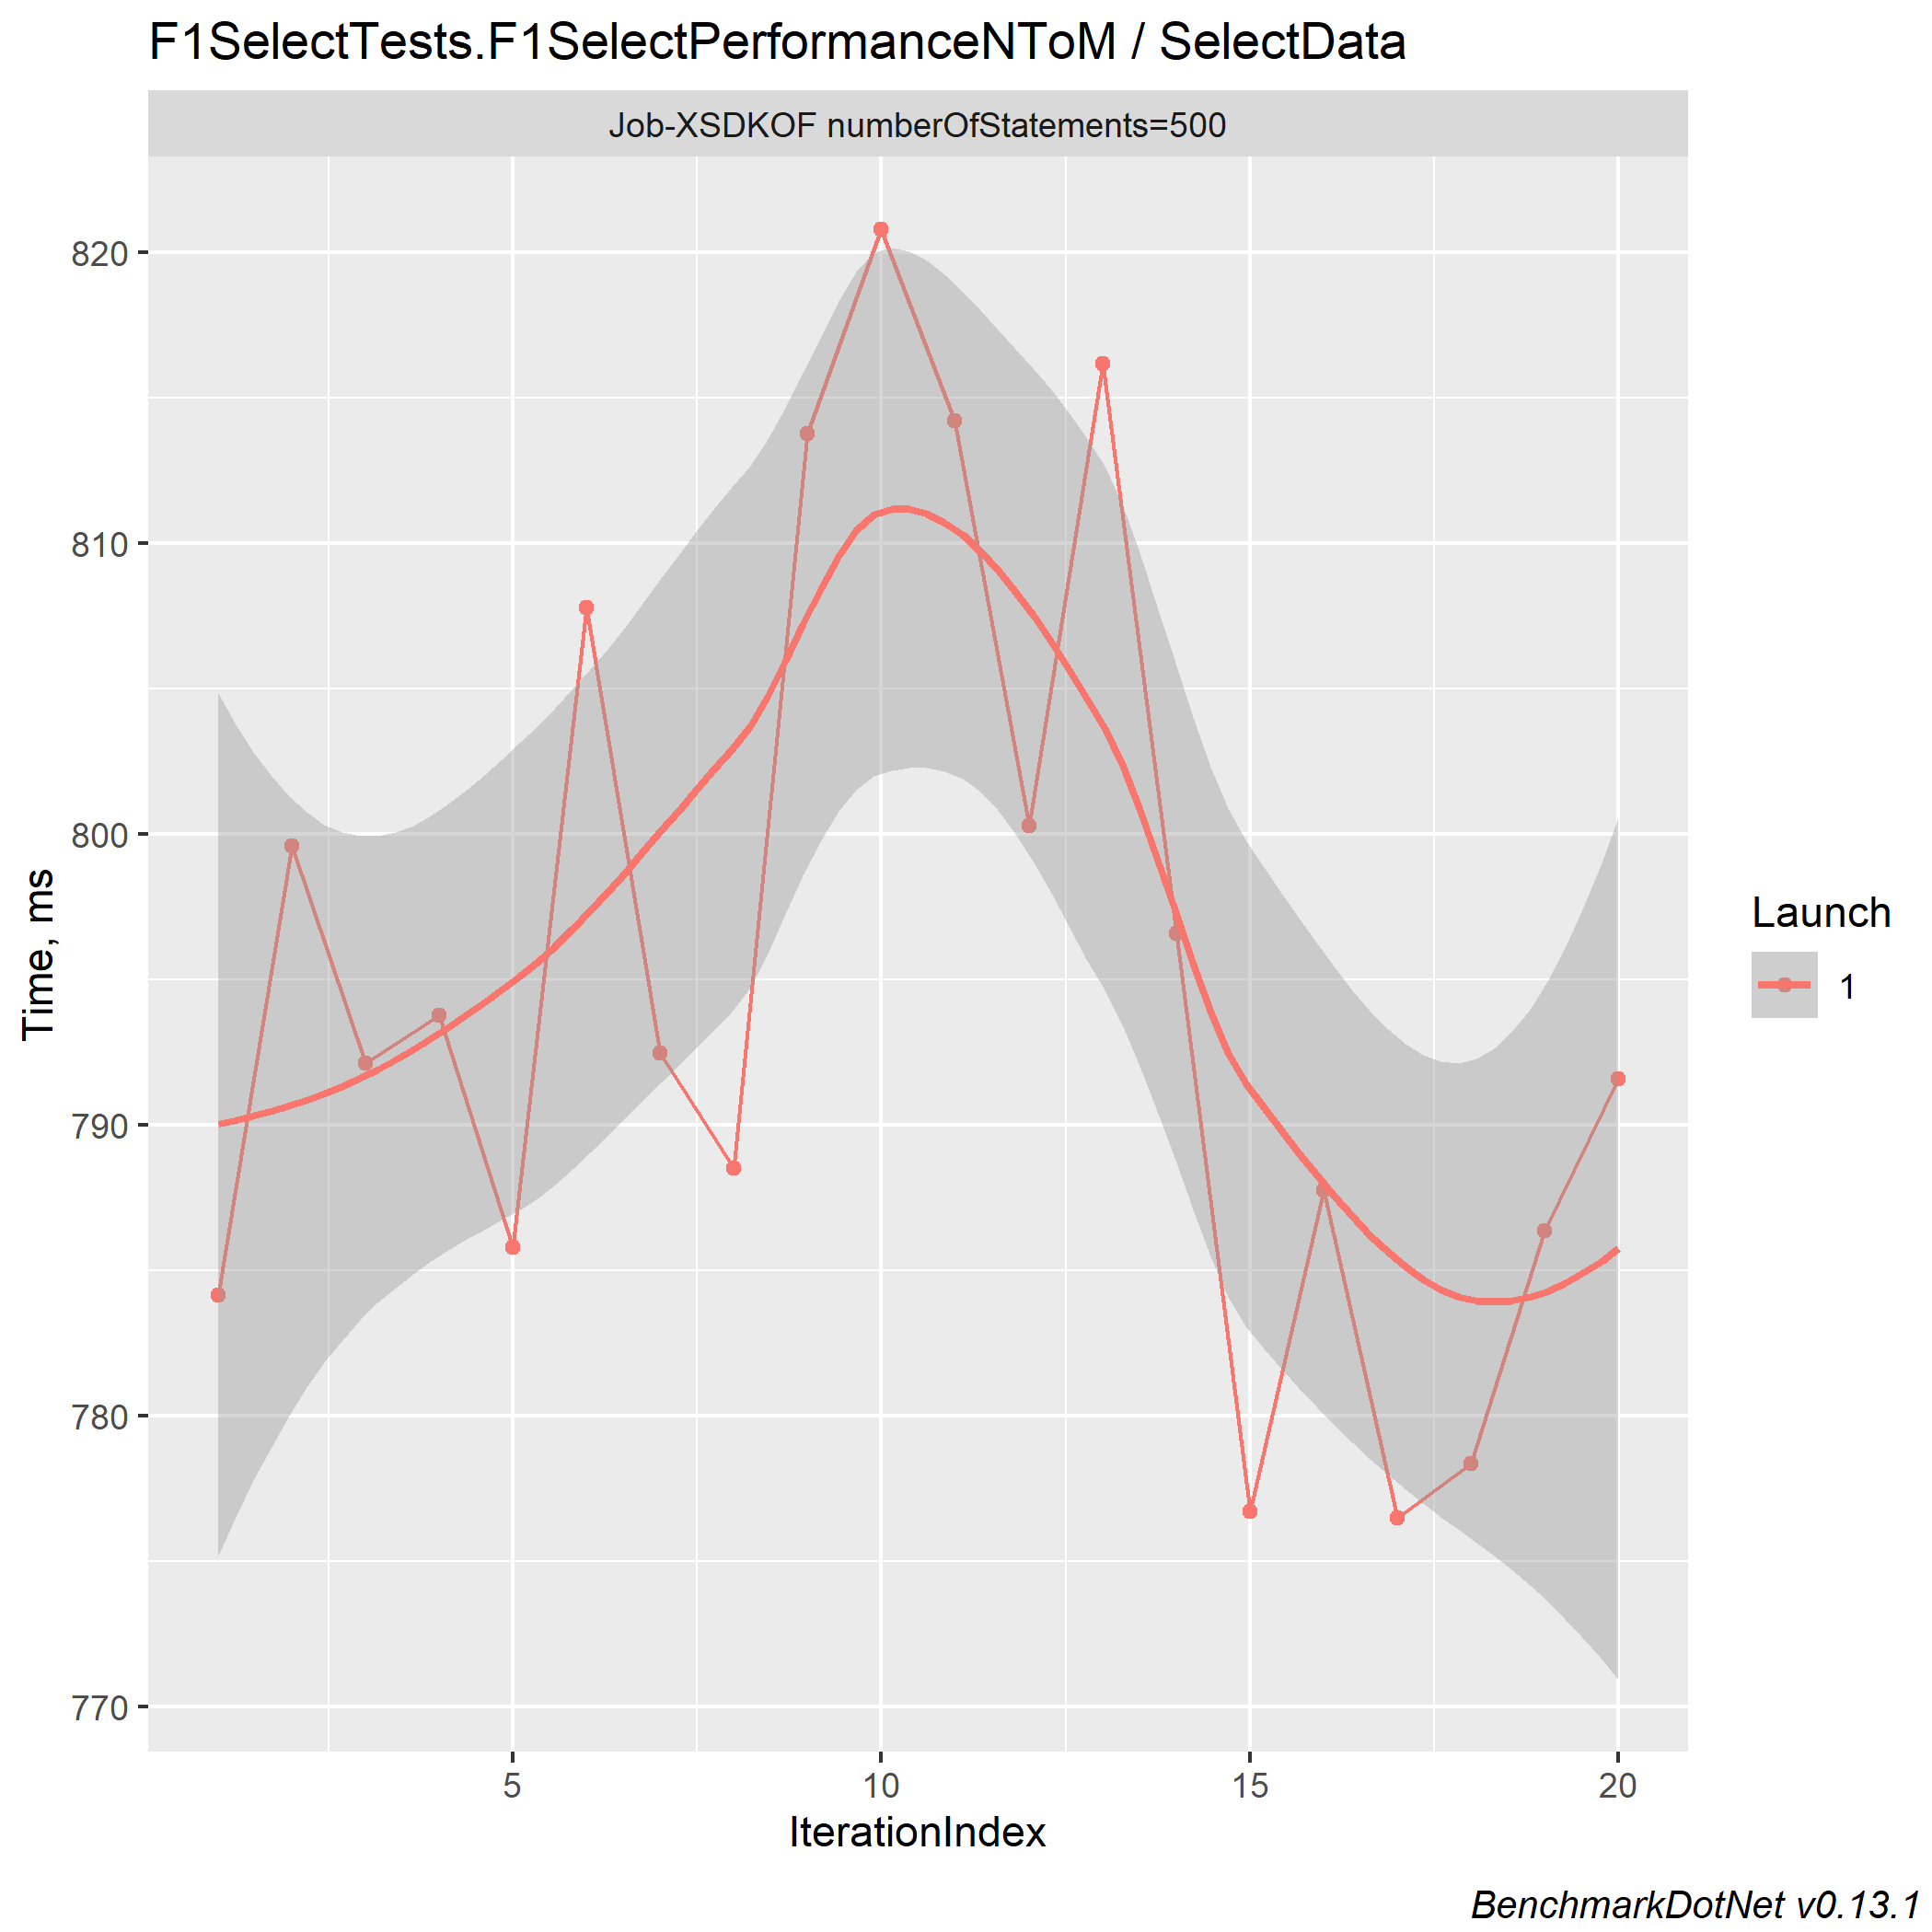 F1SelectTests.F1SelectPerformanceNToM / SelectData
Job-XSDKOF numberOfStatements=500
820
810
800
790
780
770
Time, ms
5
10
15
20
IterationIndex
Launch
1
BenchmarkDotNet v0.13.1